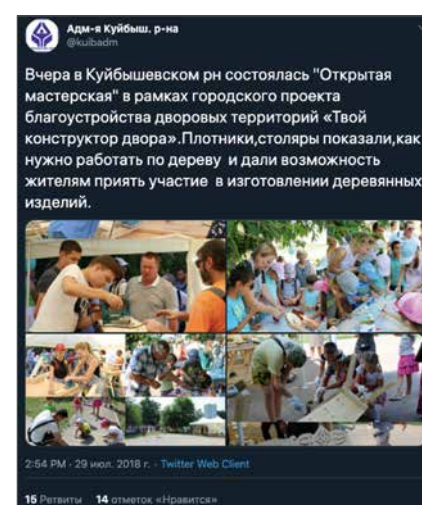 Адм-я Куйбыш. р-на
@kuibadm
Вчера в Куйбышевском рн состоялась "Открытая
мастерская" в рамках городского проекта
благоустройства дворовых территорий «Твой
конструктор двора».Плотники,столяры показали,как
нужно работать по дереву и дали возможность
жителям приять участие в изготовлении деревянных
изделий.
2:54 PM · 29 июл. 2018 г. · Twitter Web Client
15 Ретвиты 14 отметок «Нравится»